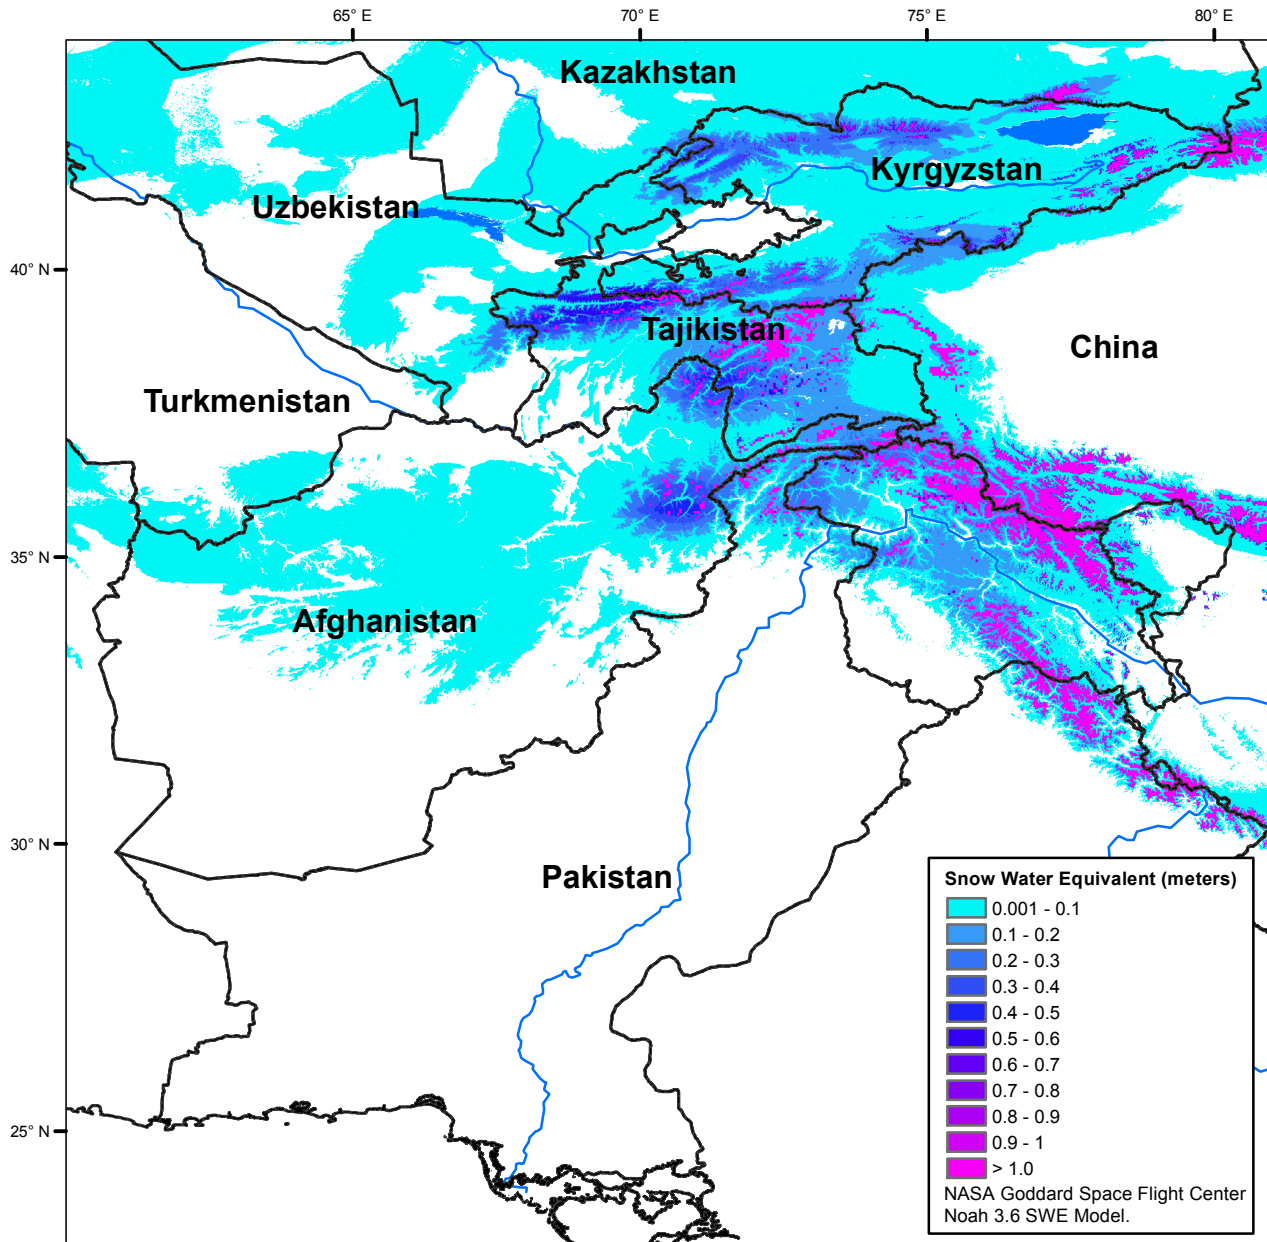 65° E
70° E
75° E
80° E
Kazakhstan
Kyrgyzstan
Uzbekistan
40° N
Tajikistan
China
Turkmenistan
35° N
Afghanistan
30° N
Pakistan
25° N
Snow Water Equivalent (meters)
0.001 - 0.1
0.1 - 0.2
0.2 - 0.3
0.3 - 0.4
0.4 - 0.5
0.5 - 0.6
0.6 - 0.7
0.7 - 0.8
0.8 - 0.9
0.9 - 1
> 1.0
NASA Goddard Space Flight Center
Noah 3.6 SWE Model.